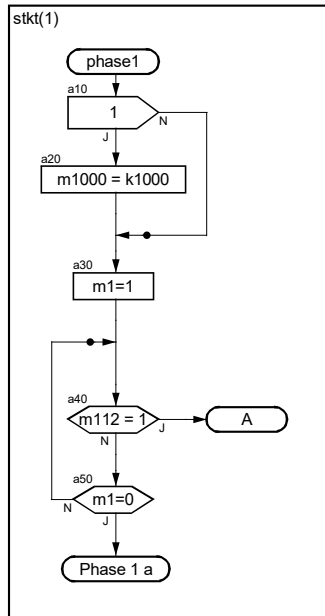 stkt(1)
phase1
a10
1
N
J
a20
m1000 = k1000
a30
m1=1
a40
m112 = 1
J
A
N
a50
m1=0
N
J
Phase 1 a